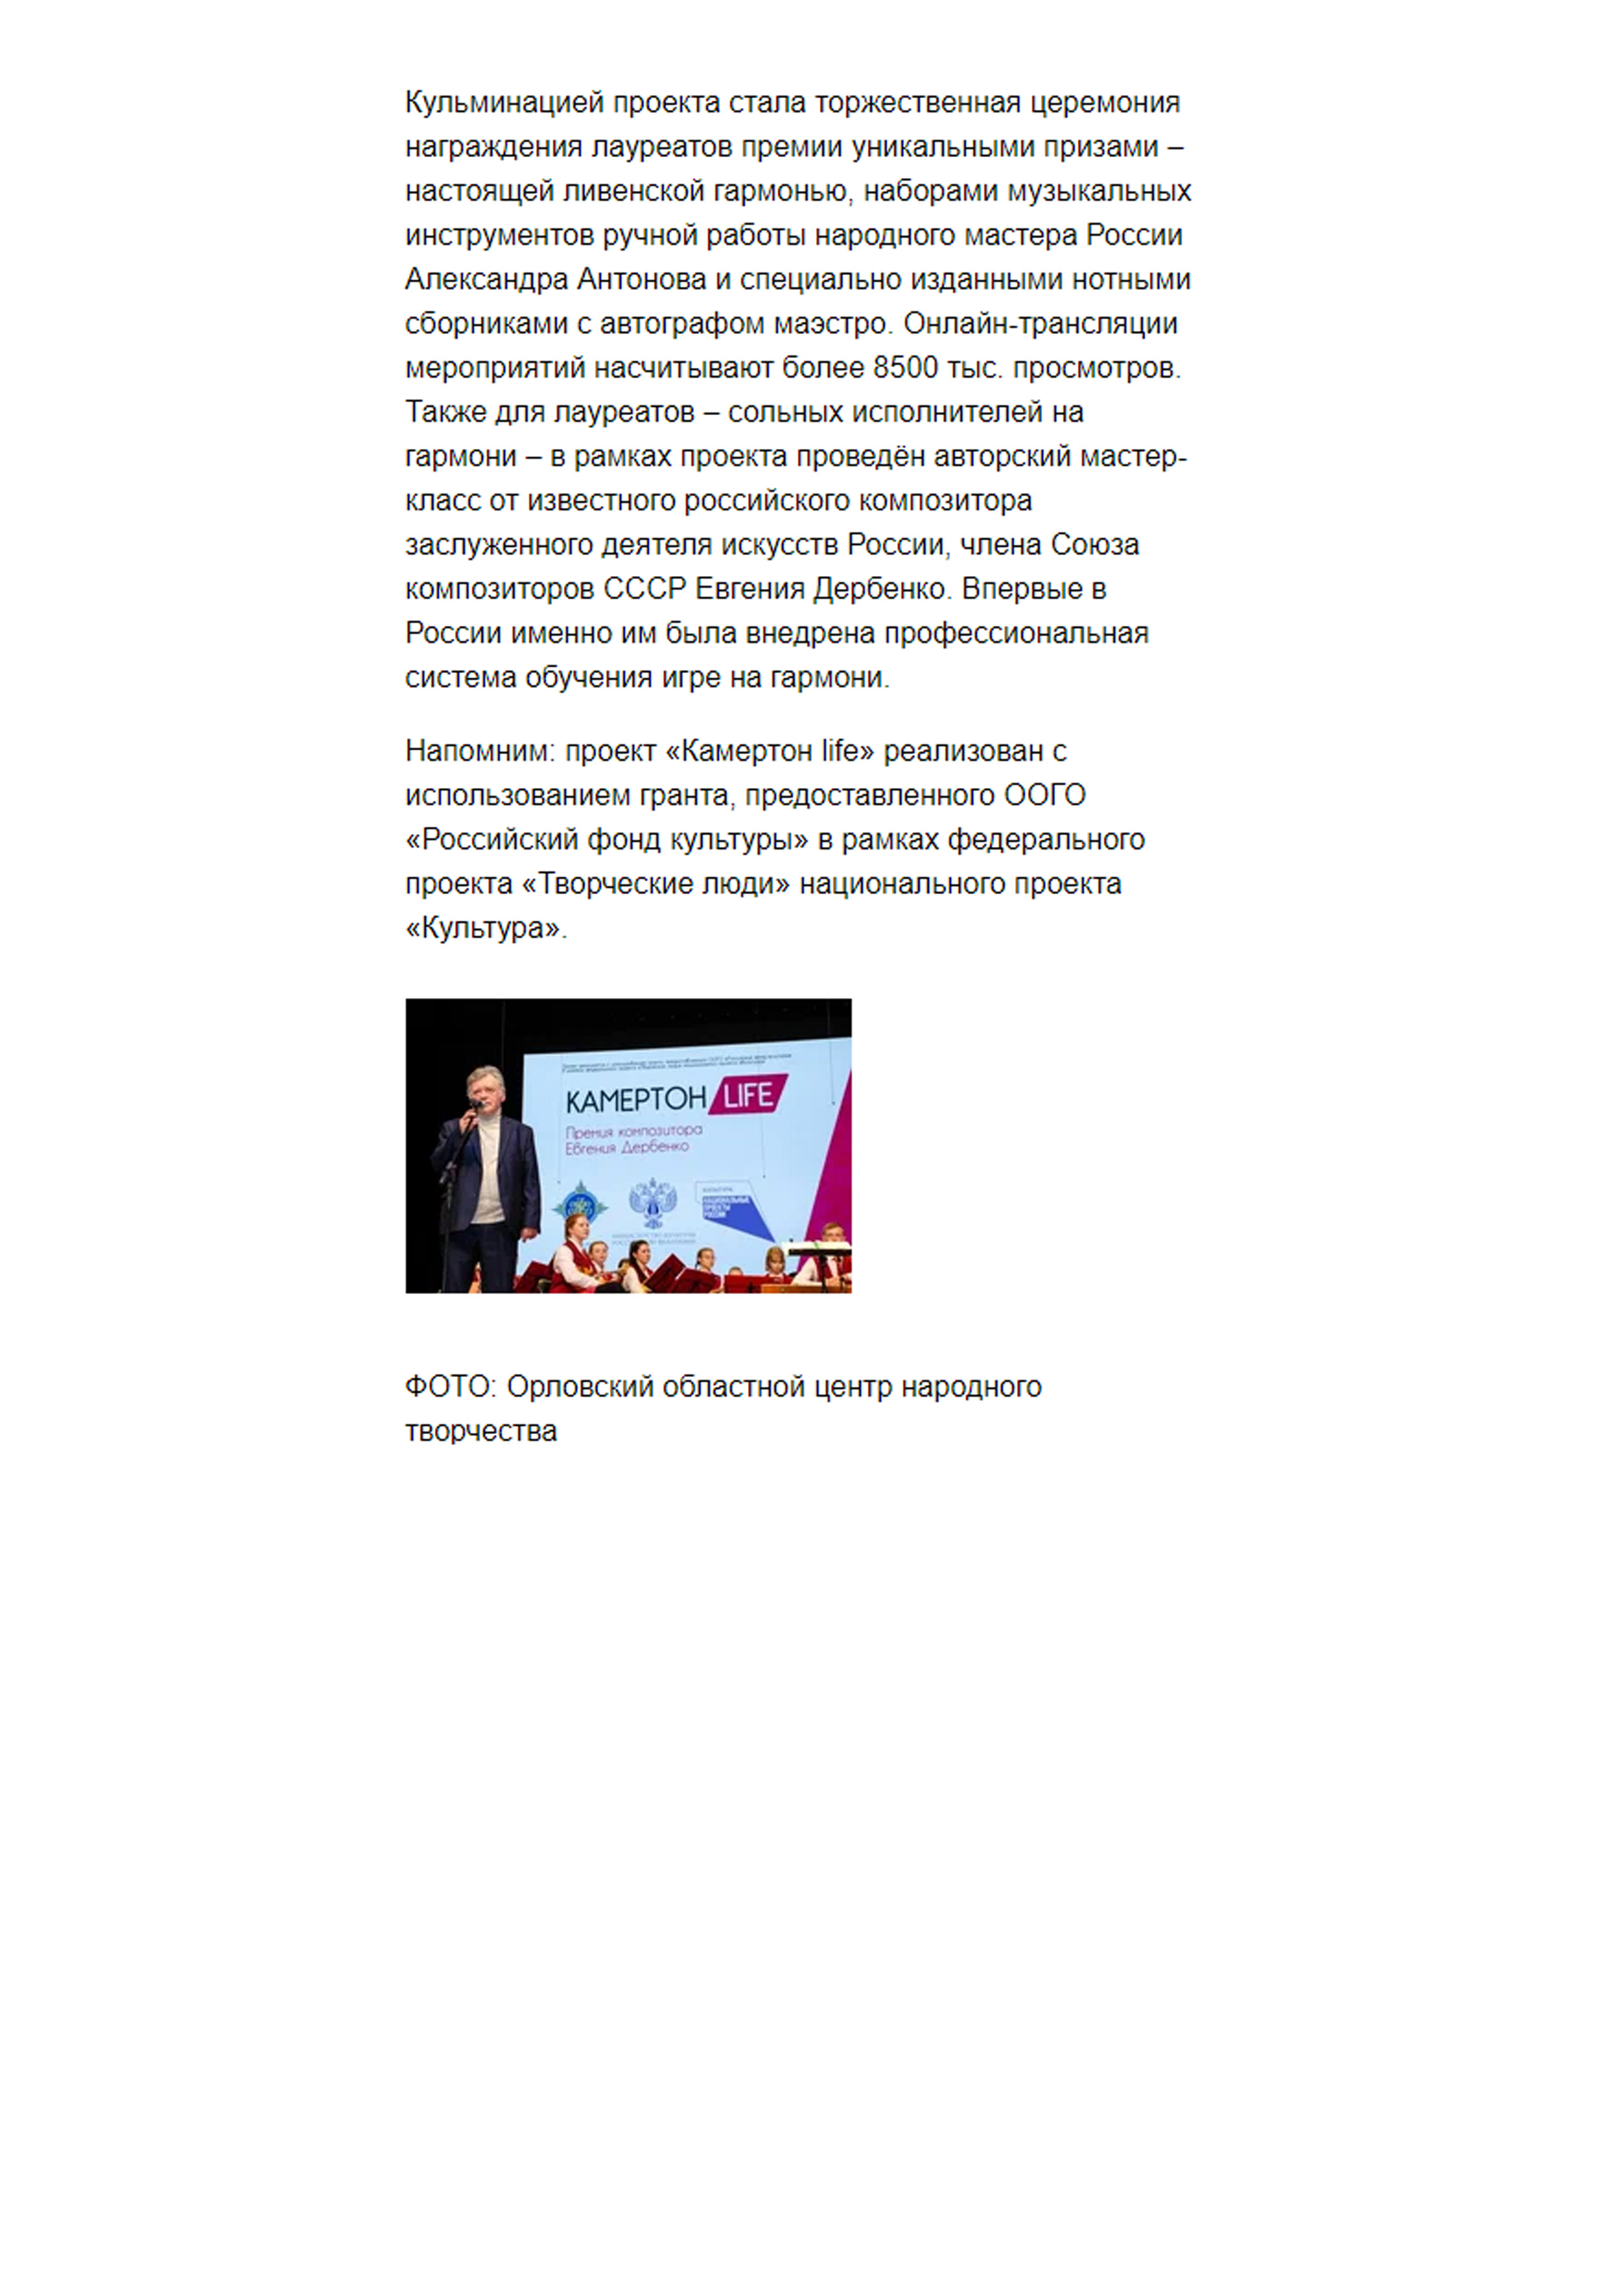 Кульминацией проекта стала торжественная церемония
награждения лауреатов премии уникальными призами –
настоящей ливенской гармонью, наборами музыкальных
инструментов ручной работы народного мастера России
Александра Антонова и специально изданными нотными
сборниками с автографом маэстро. Онлайн-трансляции
мероприятий насчитывают более 8500 тыс. просмотров.
Также для лауреатов – сольных исполнителей на
гармони – в рамках проекта проведён авторский мастер-
класс от известного российского композитора
заслуженного деятеля искусств России, члена Союза
композиторов СССР Евгения Дербенко. Впервые в
России именно им была внедрена профессиональная
система обучения игре на гармони.
Напомним: проект «Камертон life» реализован с
использованием гранта, предоставленного ООГО
«Российский фонд культуры» в рамках федерального
проекта «Творческие люди» национального проекта
«Культура».
КАМЕРТОН LIFE
Премия композитора
Евгения Дербенко
КУЛЬТУРА
НАЦИОНАЛЬНЫЕ
ПРОЕКТЫ
РОССИИ
ФОТО: Орловский областной центр народного
творчества